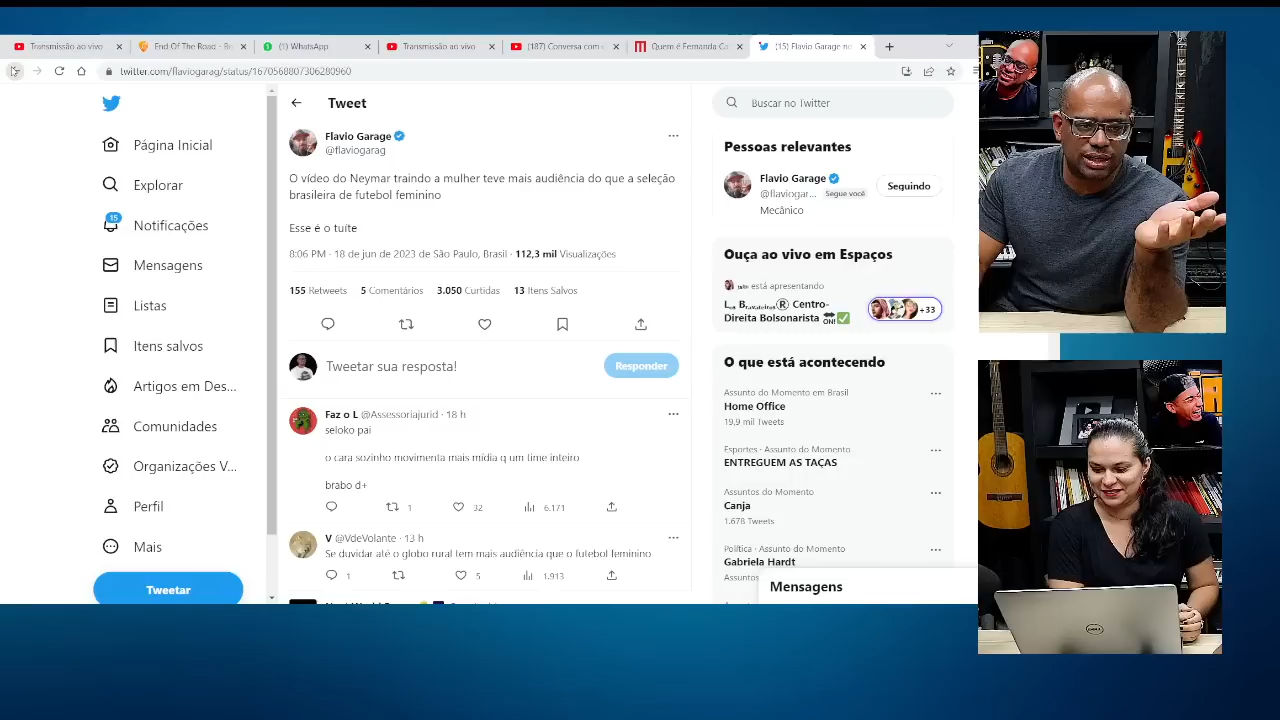 Transmissão ao vivo
End Of The Road - Bo
(1) WhatsApp
Transmissão ao vivo
(187) Conversa com
Quem é Fernanda Ca
(15) Flavio Garage no
Tweet
Flavio Garage
@flaviogarag
O vídeo do Neymar traindo a mulher teve mais audiência do que a seleção
brasileira de futebol feminino
Esse é o tuíte
8:06 PM · 18 de jun de 2023 de São Paulo, Brasil · 112,3 mil Visualizações
155 Retweets 5 Comentários 3.050 Curtidas 13 Itens Salvos
Tweetar sua resposta!
Responder
Faz o L @Assessoriajurid · 18 h
seloko pai
o cara sozinho movimenta mais mídia q um time inteiro
brabo d+
1 32 6.171
V @VdeVolante · 13 h
Se duvidar até o globo rural tem mais audiência que o futebol feminino
1 5 1.913
Página Inicial
Explorar
15
Notificações
Mensagens
Listas
Itens salvos
Artigos em Des...
Comunidades
Organizações V...
Perfil
Mais
Tweetar
Buscar no Twitter
Pessoas relevantes
Flavio Garage
@flaviogar... Segue você
Seguindo
Mecânico
Ouça ao vivo em Espaços
está apresentando
Centro-
Direita Bolsonarista
+33
O que está acontecendo
Assunto do Momento em Brasil
Home Office
19,9 mil Tweets
Esportes · Assunto do Momento
ENTREGUEM AS TAÇAS
Assuntos do Momento
Canja
1.678 Tweets
Política · Assunto do Momento
Gabriela Hardt
Assuntos
Mensagens
DELL